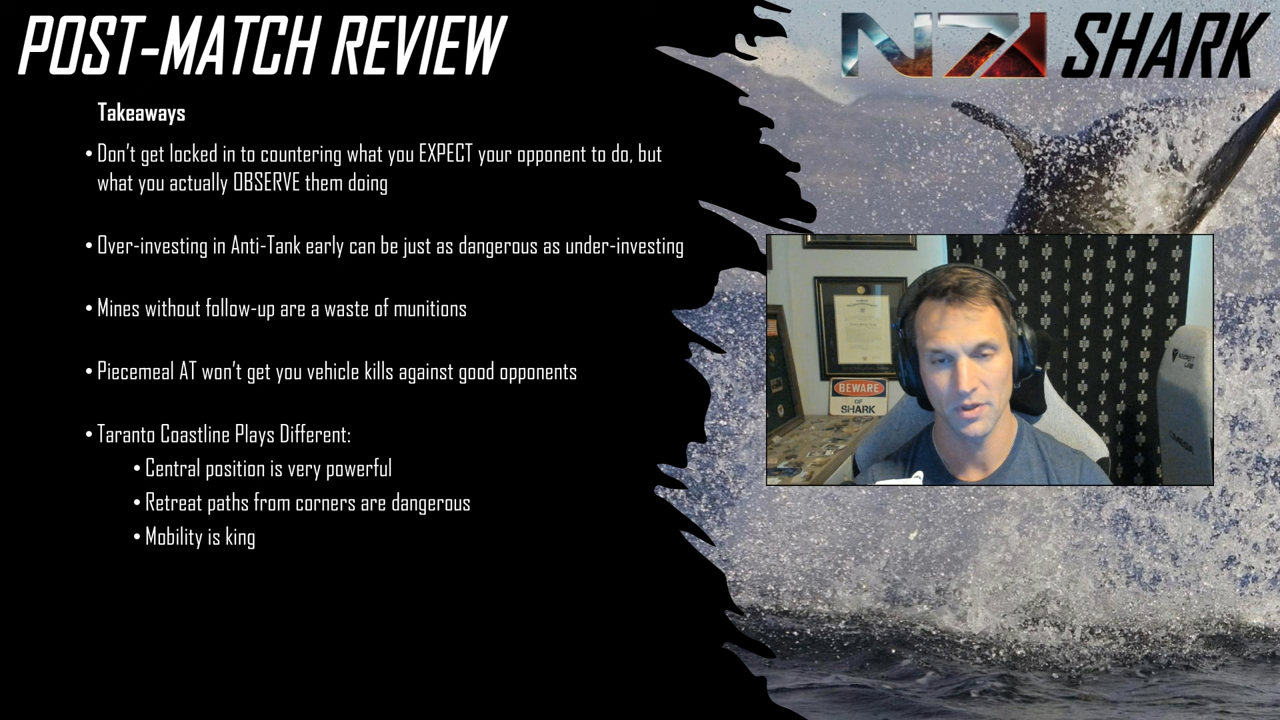 POST-MATCH REVIEW
N7 SHARK
Takeaways
• Don't get locked in to countering what you EXPECT your opponent to do, but
what you actually OBSERVE them doing
• Over-investing in Anti-Tank early can be just as dangerous as under-investing
• Mines without follow-up are a waste of munitions
• Piecemeal AT won't get you vehicle kills against good opponents
• Taranto Coastline Plays Different:
• Central position is very powerful
• Retreat paths from corners are dangerous
• Mobility is king
BEWARE
OF
SHARK